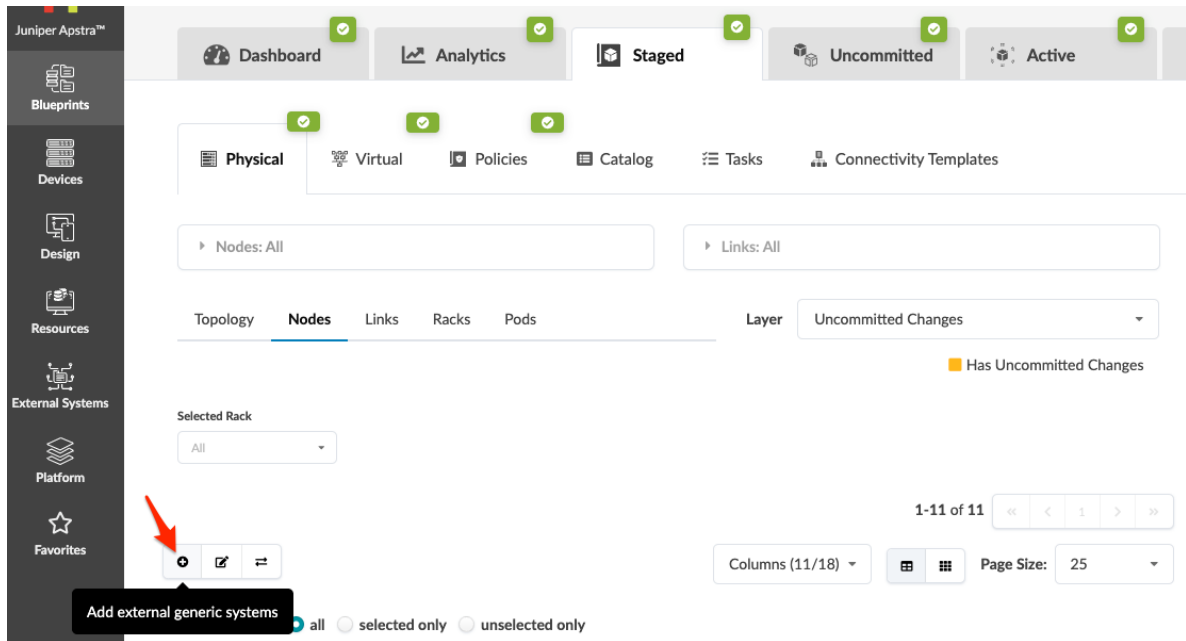 Juniper Apstra™
Blueprints
Devices
Design
Resources
External Systems
Platform
Favorites
Dashboard
Analytics
Staged
Uncommitted
Active
Physical
Virtual
Policies
Catalog
Tasks
Connectivity Templates
Nodes: All
Links: All
Topology
Nodes
Links
Racks
Pods
Layer
Uncommitted Changes
Has Uncommitted Changes
Selected Rack
All
1-11 of 11
« < 1 > »
Columns (11/18)
Page Size:
25
Add external generic systems
all
selected only
unselected only